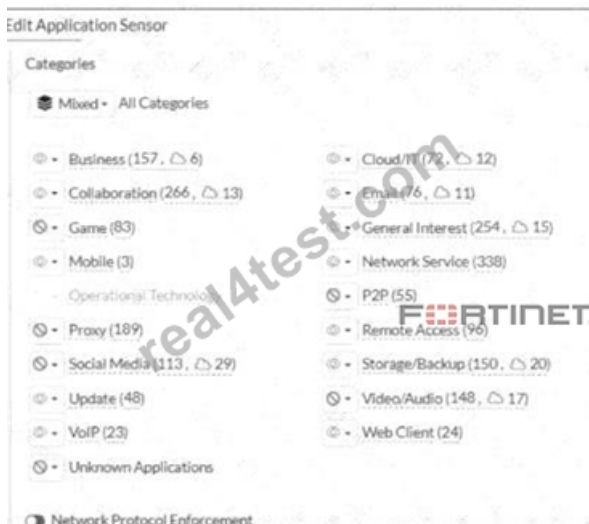 Edit Application Sensor
Categories
Mixed All Categories
Business (157, 6)
Cloud/IT (72, 12)
Collaboration (266, 13)
Email (76, 11)
Game (83)
General Interest (254, 15)
Mobile (3)
Network Service (338)
Operational Technology
P2P (55)
Proxy (189)
Remote Access (96)
Social Media (113, 29)
Storage/Backup (150, 20)
Update (48)
Video/Audio (148, 17)
VoIP (23)
Web Client (24)
Unknown Applications
Network Protocol Enforcement
real4test.com
FORTINET